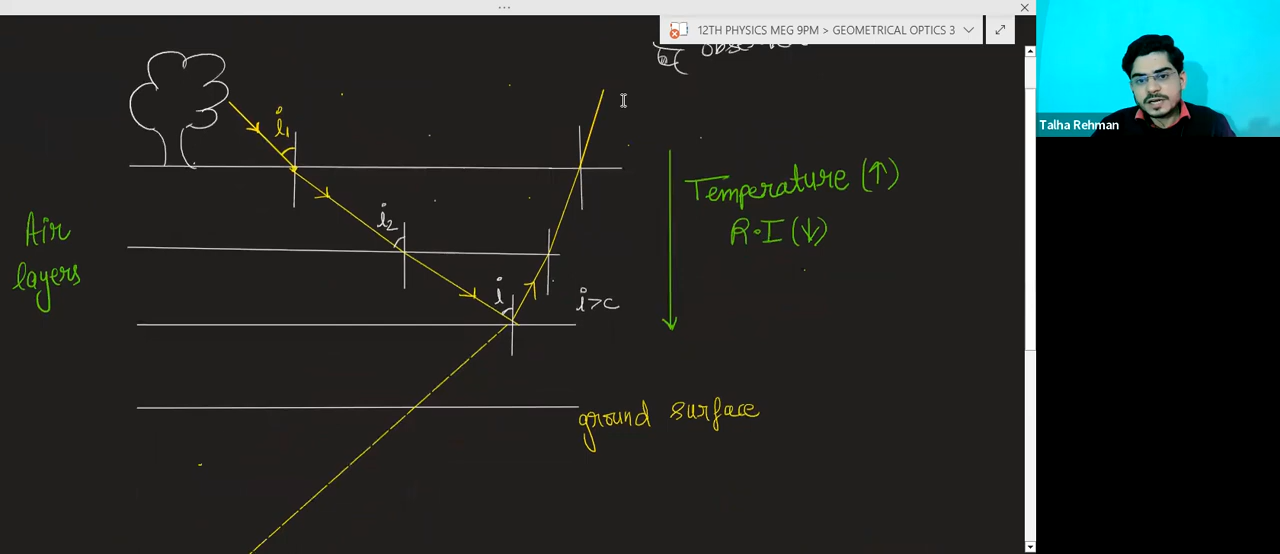 12TH PHYSICS MEG 9PM > GEOMETRICAL OPTICS 3
Talha Rehman
i1
Temperature (↑)
R.I (↓)
i2
Air
layers
i
i>c
ground surface